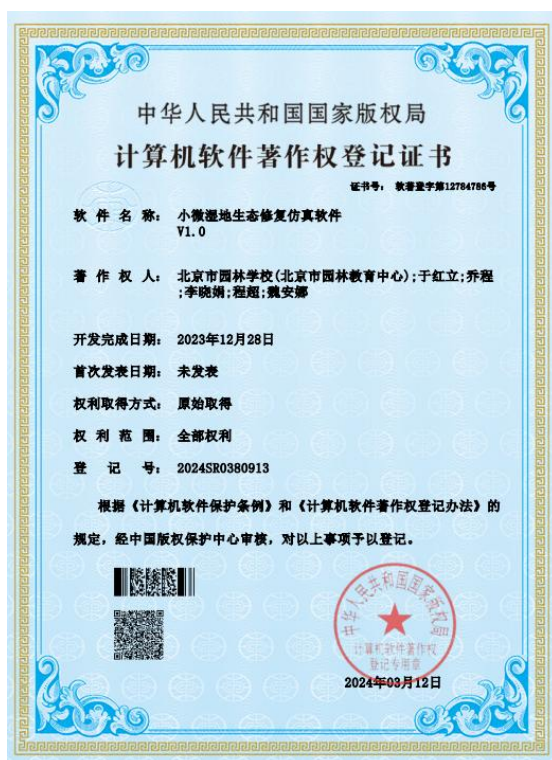 中华人民共和国国家版权局
计算机软件著作权登记证书
证书号： 软著登字第12784786号
软件名称： 小微湿地生态修复仿真软件
V1.0
著作权人： 北京市园林学校(北京市园林教育中心);于红立;乔程
;李晓娟;程超;魏安娜
开发完成日期： 2023年12月28日
首次发表日期： 未发表
权利取得方式： 原始取得
权利范围： 全部权利
登记号： 2024SR0380913
根据《计算机软件保护条例》和《计算机软件著作权登记办法》的
规定，经中国版权保护中心审核，对以上事项予以登记。
中华人民共和国国家版权局
计算机软件著作权
登记专用章
2024年03月12日